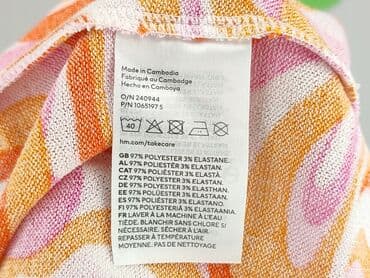 Made in Cambodia
Fabriqué au Cambodge
Hecho en Camboya
O/N 240944
P/N 1065197 5
40
hm.com/takecare
GB 97% POLYESTER 3% ELASTANE.
AL 97% POLIESTËR 3% ELASTAN.
CAT 97% POLIÈSTER 3% ELASTÀ.
CZ 97% POLYESTER 3% ELASTAN.
DE 97% POLYESTER 3% ELASTHAN.
EE 97% POLÜESTER 3% ELASTAAN.
ES 97% POLIÉSTER 3% ELASTANO.
FI 97% POLYESTERIA 3% ELASTAANIA.
FR LAVER À LA MACHINE À L'EAU
TIÈDE. BLANCHIR SANS CHLORE SI
NÉCESSAIRE. SÉCHER À L'AIR.
REPASSER À TEMPÉRATURE
MOYENNE. PAS DE NETTOYAGE